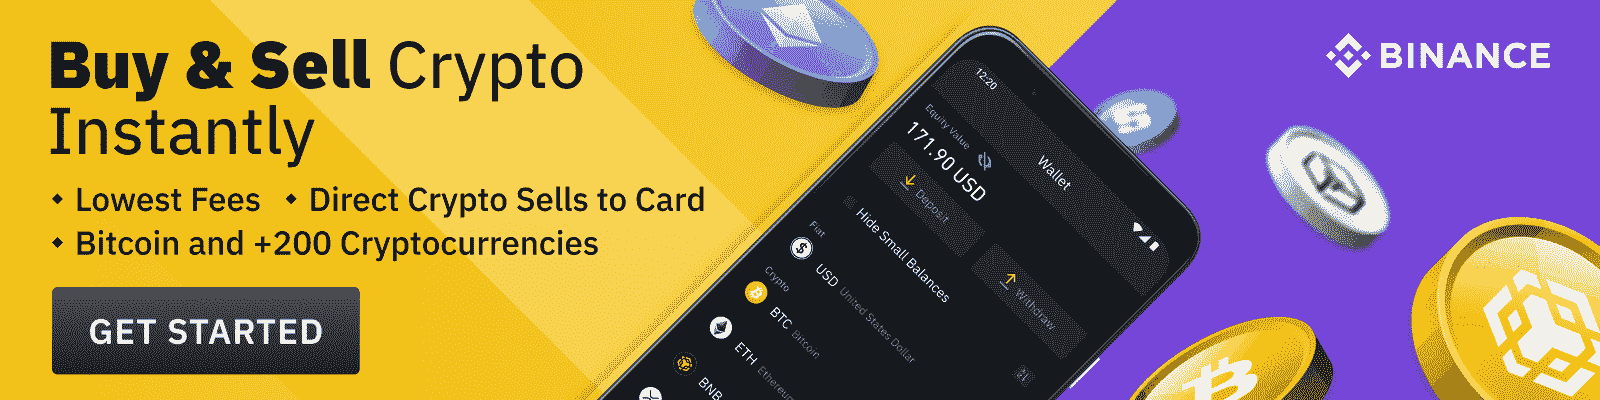 Buy & Sell Crypto
Instantly
Lowest Fees
Direct Crypto Sells to Card
Bitcoin and +200 Cryptocurrencies
GET STARTED
12:20
Wallet
Equity Value
171.90 USD
Deposit
Withdraw
Hide Small Balances
Fiat
USD United States Dollar
Crypto
BTC Bitcoin
ETH
BNB
BINANCE